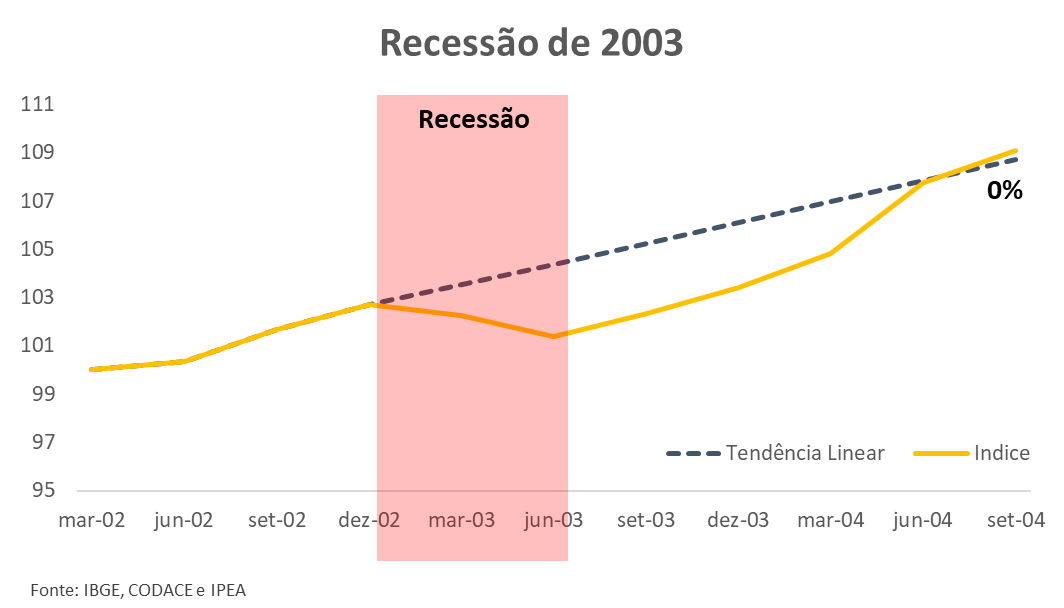 Recessão de 2003
111
109
107
105
103
101
99
97
95
Recessão
0%
Tendência Linear
Indice
mar-02 jun-02 set-02 dez-02 mar-03 jun-03 set-03 dez-03 mar-04 jun-04 set-04
Fonte: IBGE, CODACE e IPEA